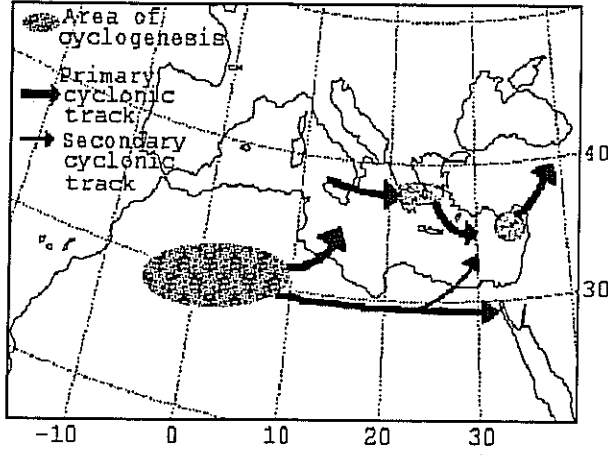 Area of
cyclogenesis
Primary
cyclonic
track
Secondary
cyclonic
track
40
30
-10 0 10 20 30